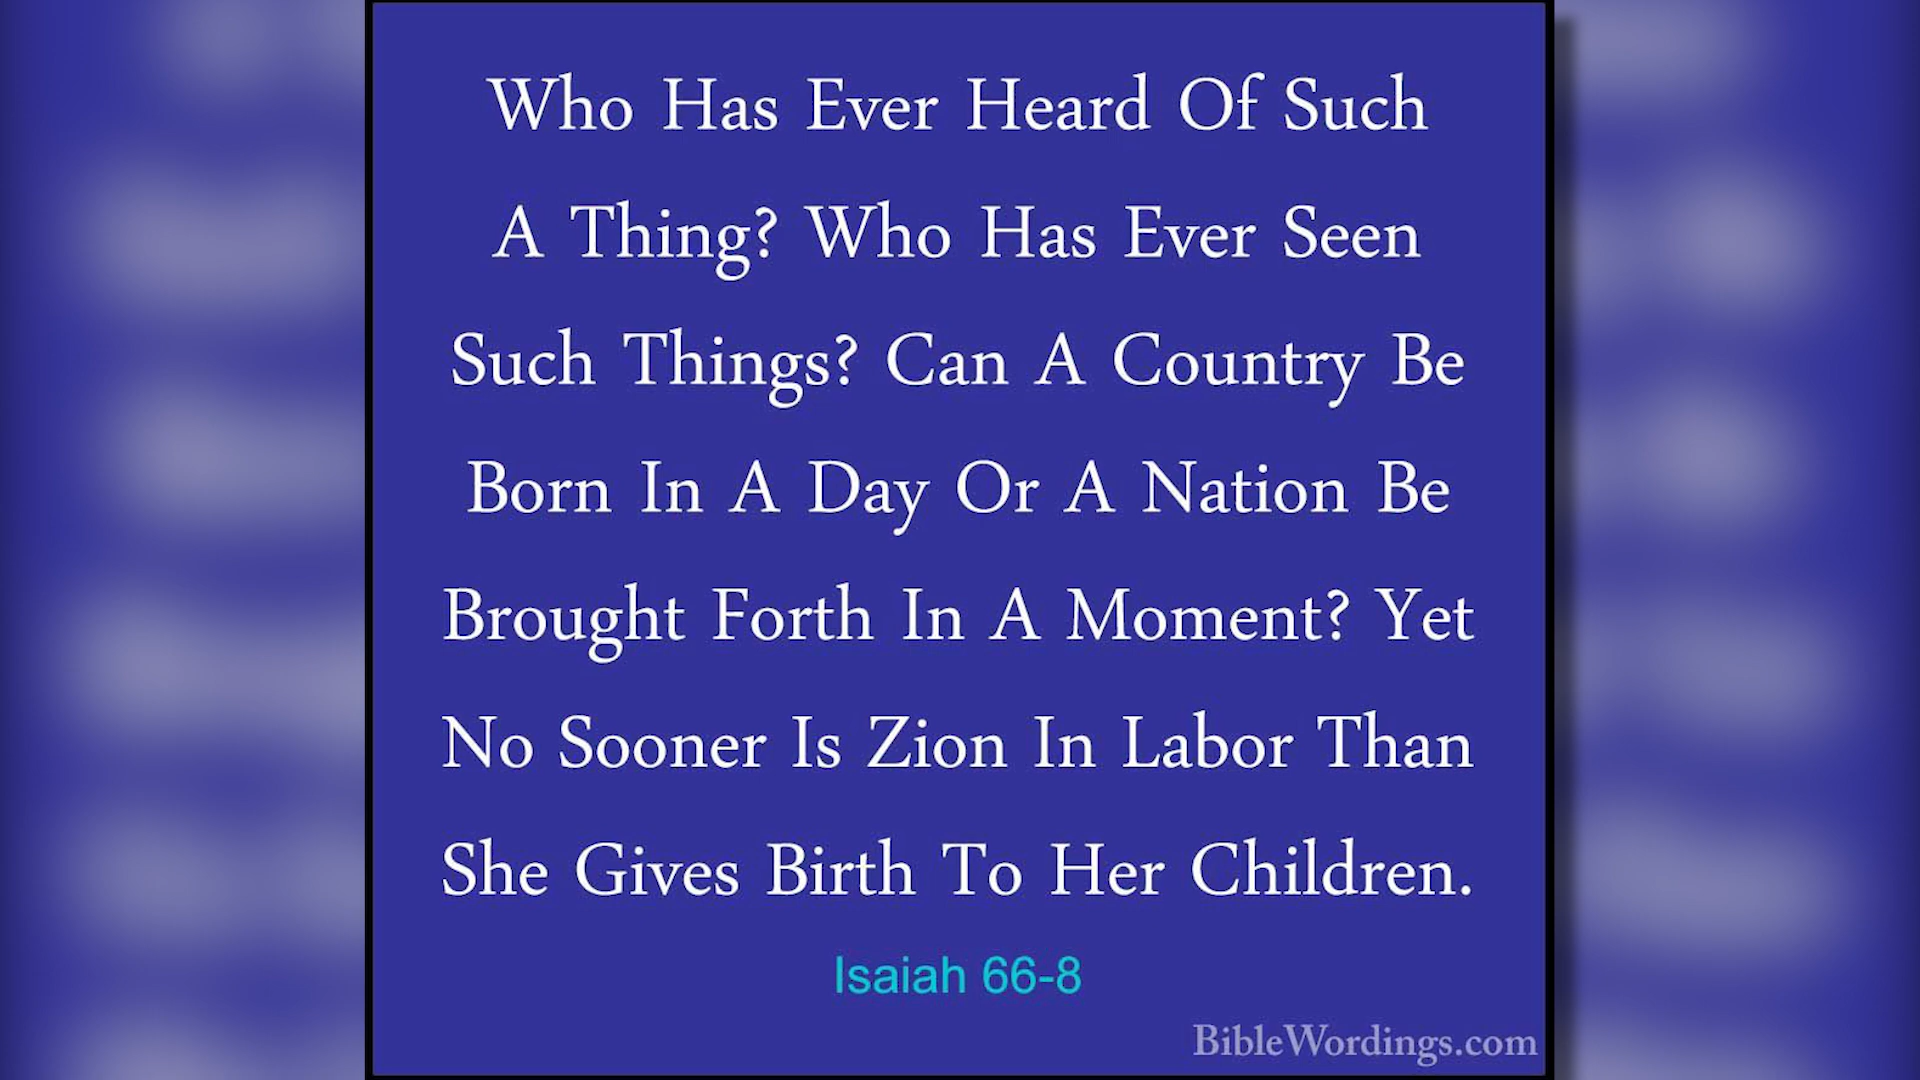 Who Has Ever Heard Of Such
A Thing? Who Has Ever Seen
Such Things? Can A Country Be
Born In A Day Or A Nation Be
Brought Forth In A Moment? Yet
No Sooner Is Zion In Labor Than
She Gives Birth To Her Children.
Isaiah 66-8
BibleWordings.com